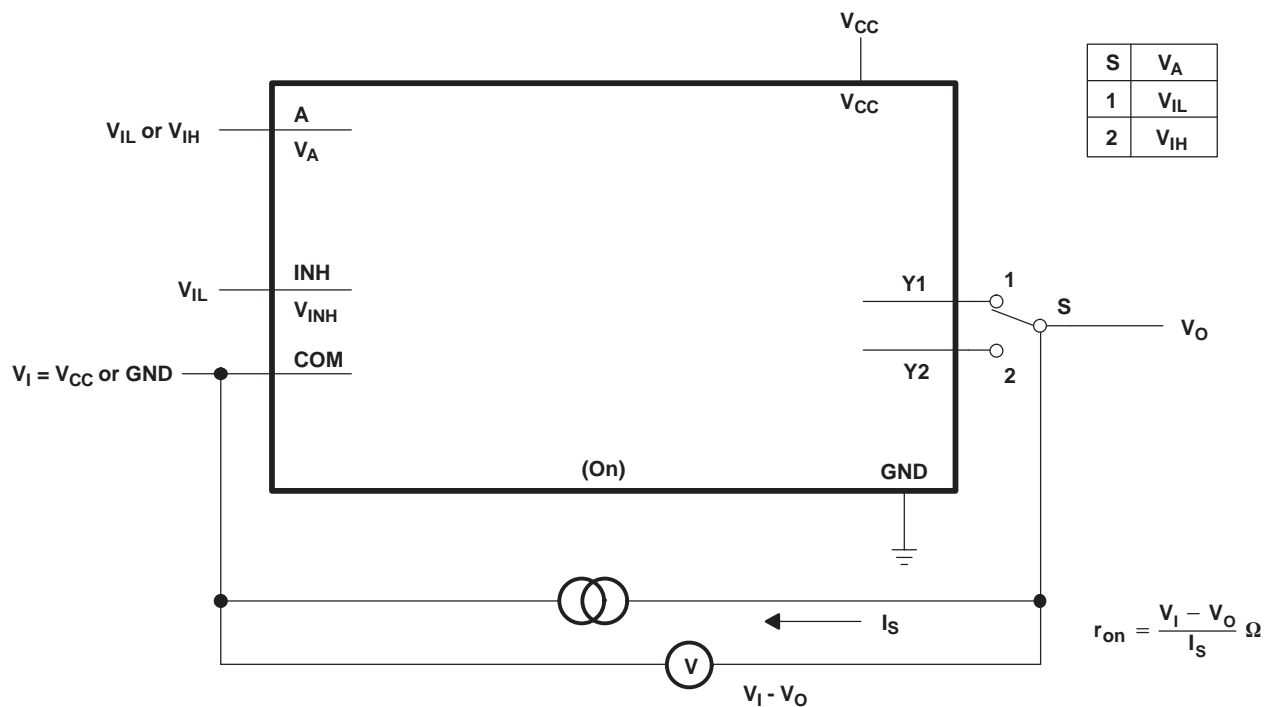 VCC
S VA
1 VIL
2 VIH
VCC
A
VIL or VIH
VA
INH
VIL
VINH
Y1
1
S
VO
COM
VI = VCC or GND
Y2
2
(On)
GND
IS
ron = VI – VO / IS Ω
V
VI - VO